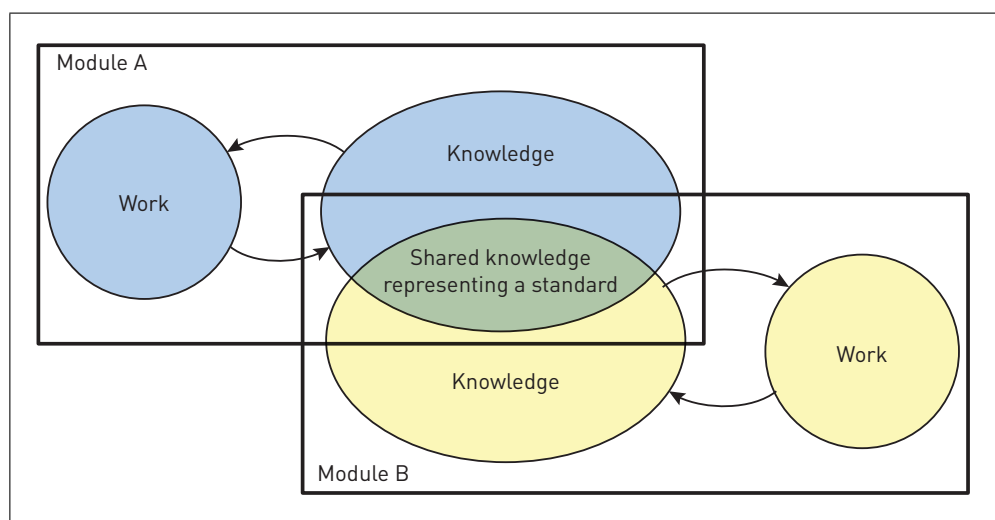 Module A
Knowledge
Work
Shared knowledge
representing a standard
Work
Knowledge
Module B